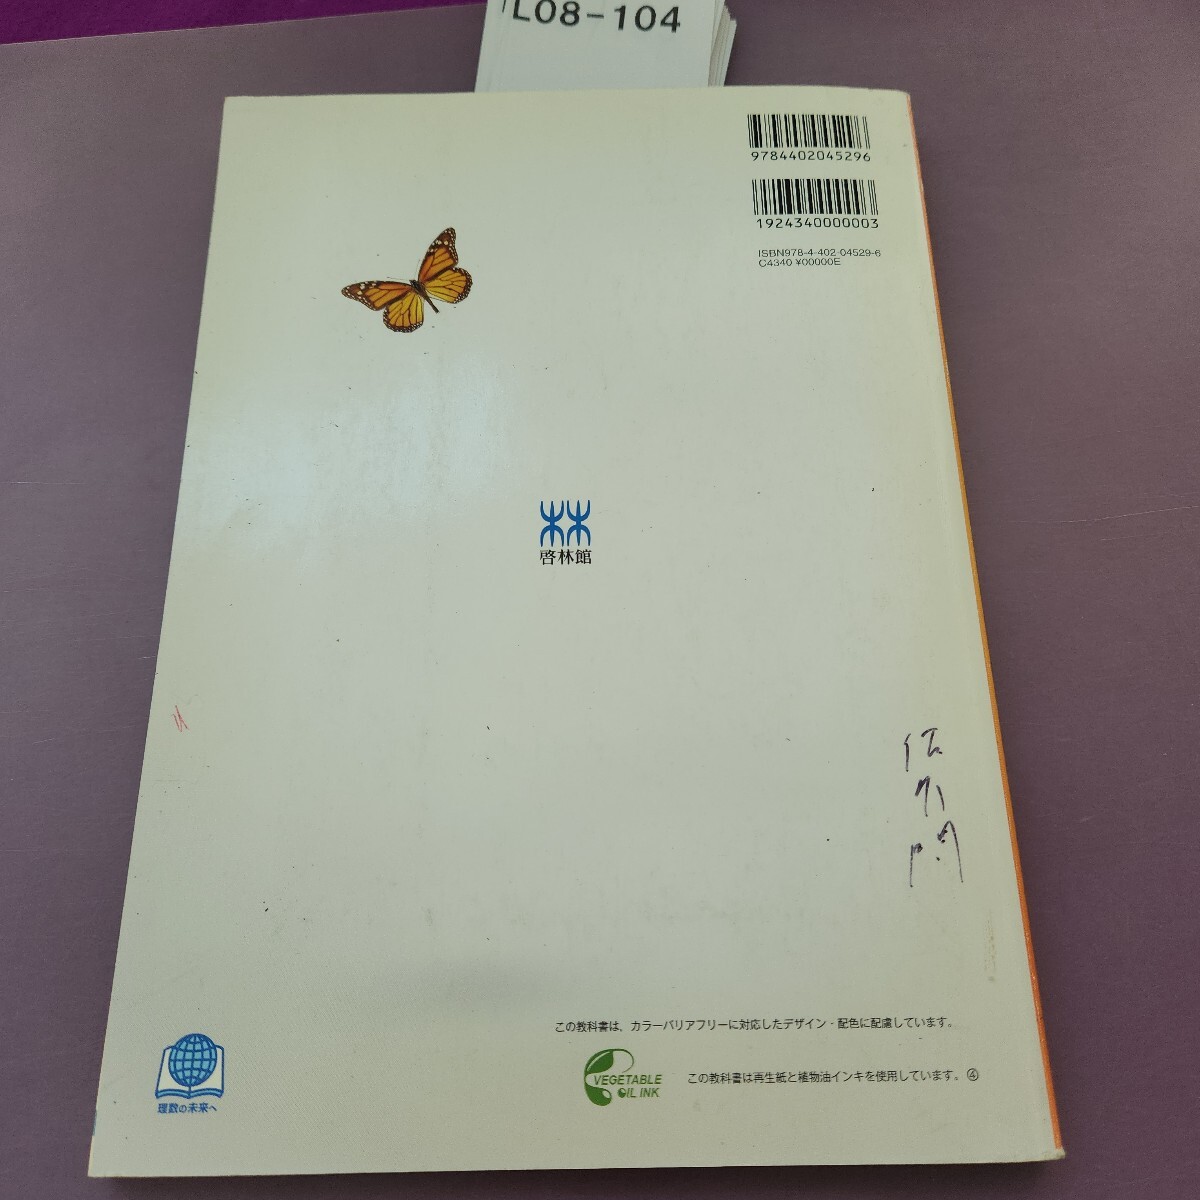 L08-104
9784402045296
1924340000003
ISBN978-4-402-04529-6
C4340 ¥00000E
啓林館
この教科書は、カラーバリアフリーに対応したデザイン・配色に配慮しています。
VEGETABLE
OIL INK
この教科書は再生紙と植物油インキを使用しています。④
理数の未来へ